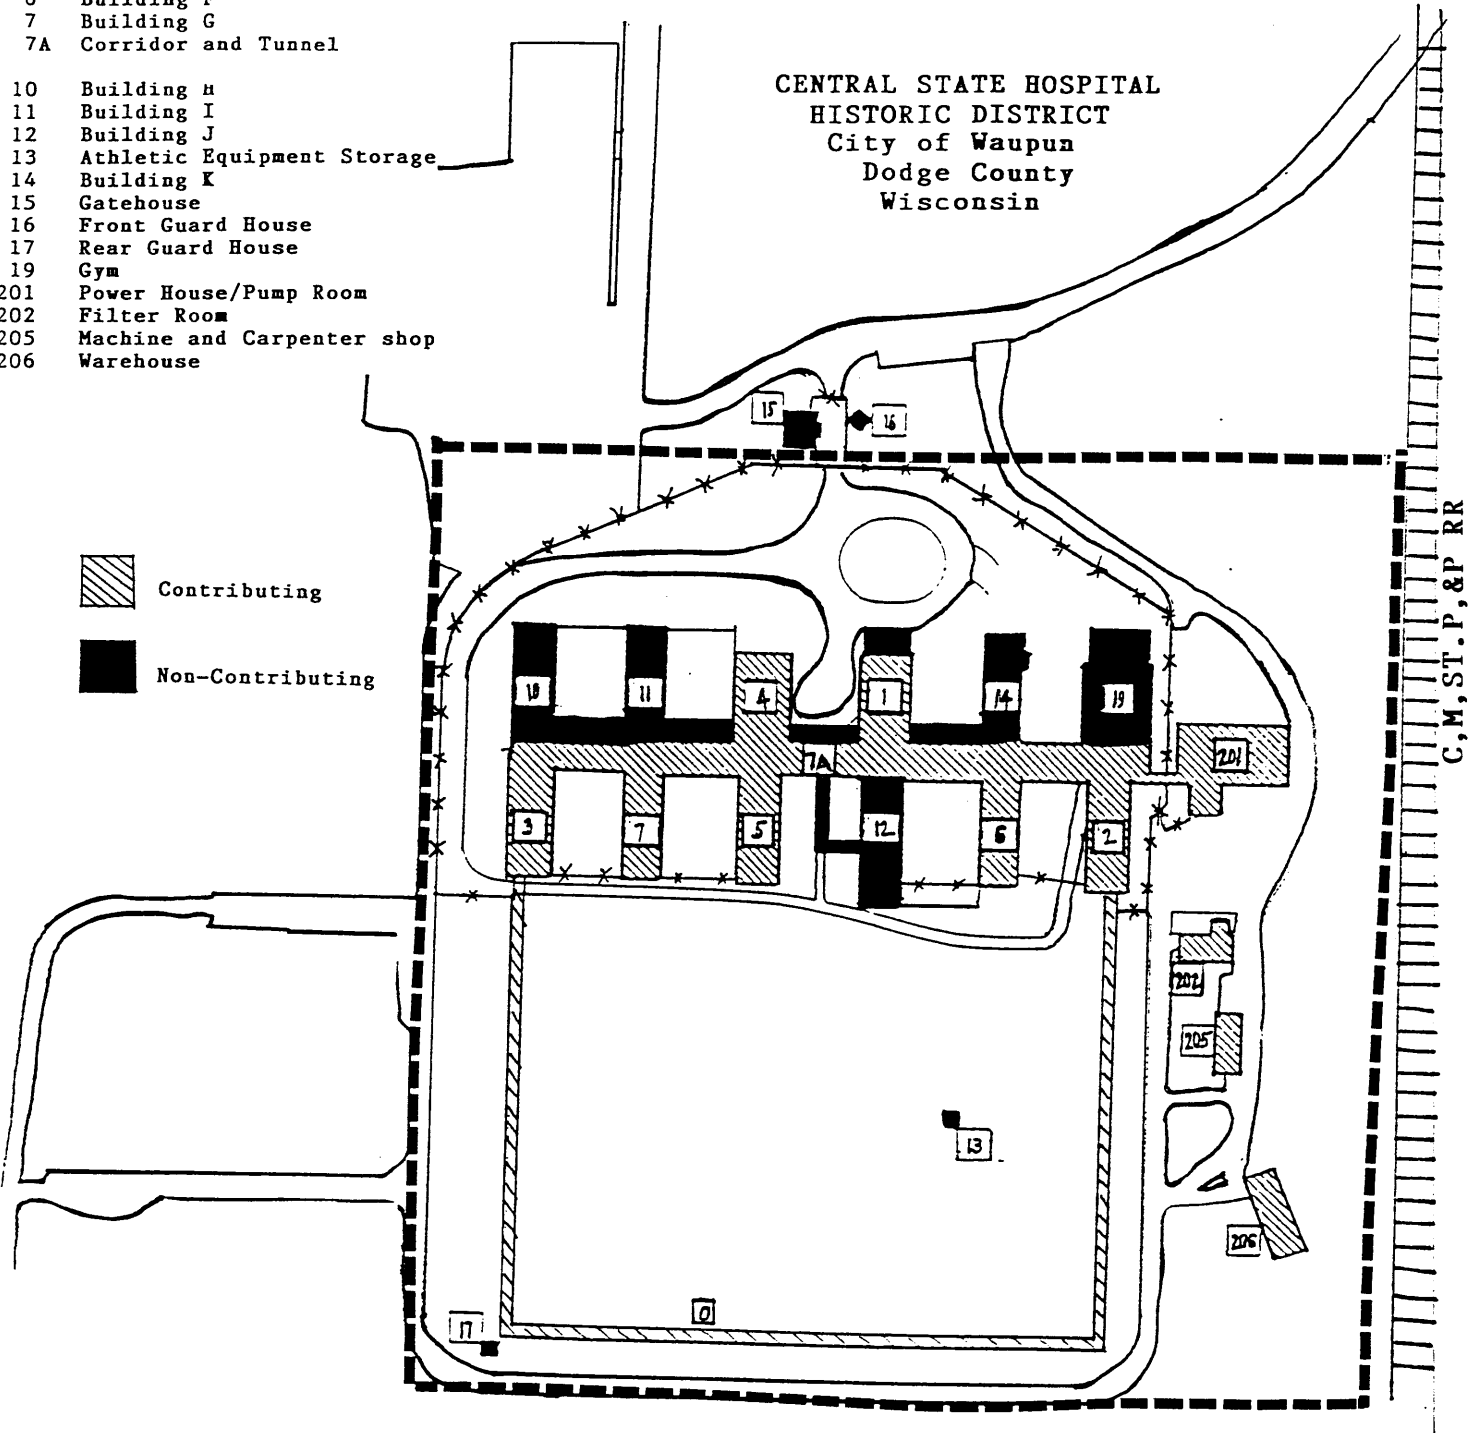 7 Building G
7A Corridor and Tunnel
10 Building H
11 Building I
12 Building J
13 Athletic Equipment Storage
14 Building K
15 Gatehouse
16 Front Guard House
17 Rear Guard House
19 Gym
201 Power House/Pump Room
202 Filter Room
205 Machine and Carpenter shop
206 Warehouse
CENTRAL STATE HOSPITAL
HISTORIC DISTRICT
City of Waupun
Dodge County
Wisconsin
15
16
Contributing
Non-Contributing
C,M,ST.P,&P RR
10
11
4
1
14
19
7A
201
3
7
5
12
6
2
202
205
13
206
0
17